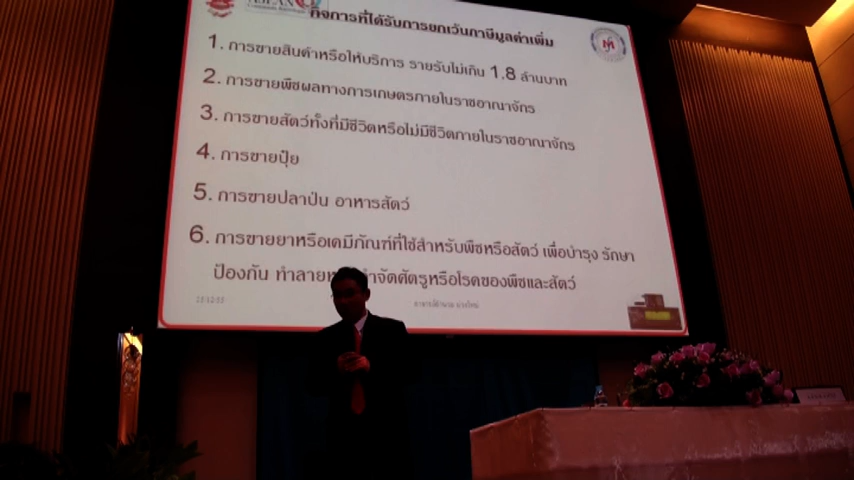 กิจการที่ได้รับการยกเว้นภาษีมูลค่าเพิ่ม
1. การขายสินค้าหรือให้บริการ รายรับไม่เกิน 1.8 ล้านบาท
2. การขายพืชผลทางการเกษตรภายในราชอาณาจักร
3. การขายสัตว์ทั้งที่มีชีวิตหรือไม่มีชีวิตภายในราชอาณาจักร
4. การขายปุ๋ย
5. การขายปลาป่น อาหารสัตว์
6. การขายยาหรือเคมีภัณฑ์ที่ใช้สำหรับพืชหรือสัตว์ เพื่อบำรุง รักษา
ป้องกัน ทำลาย กำจัดศัตรูหรือโรคของพืชและสัตว์